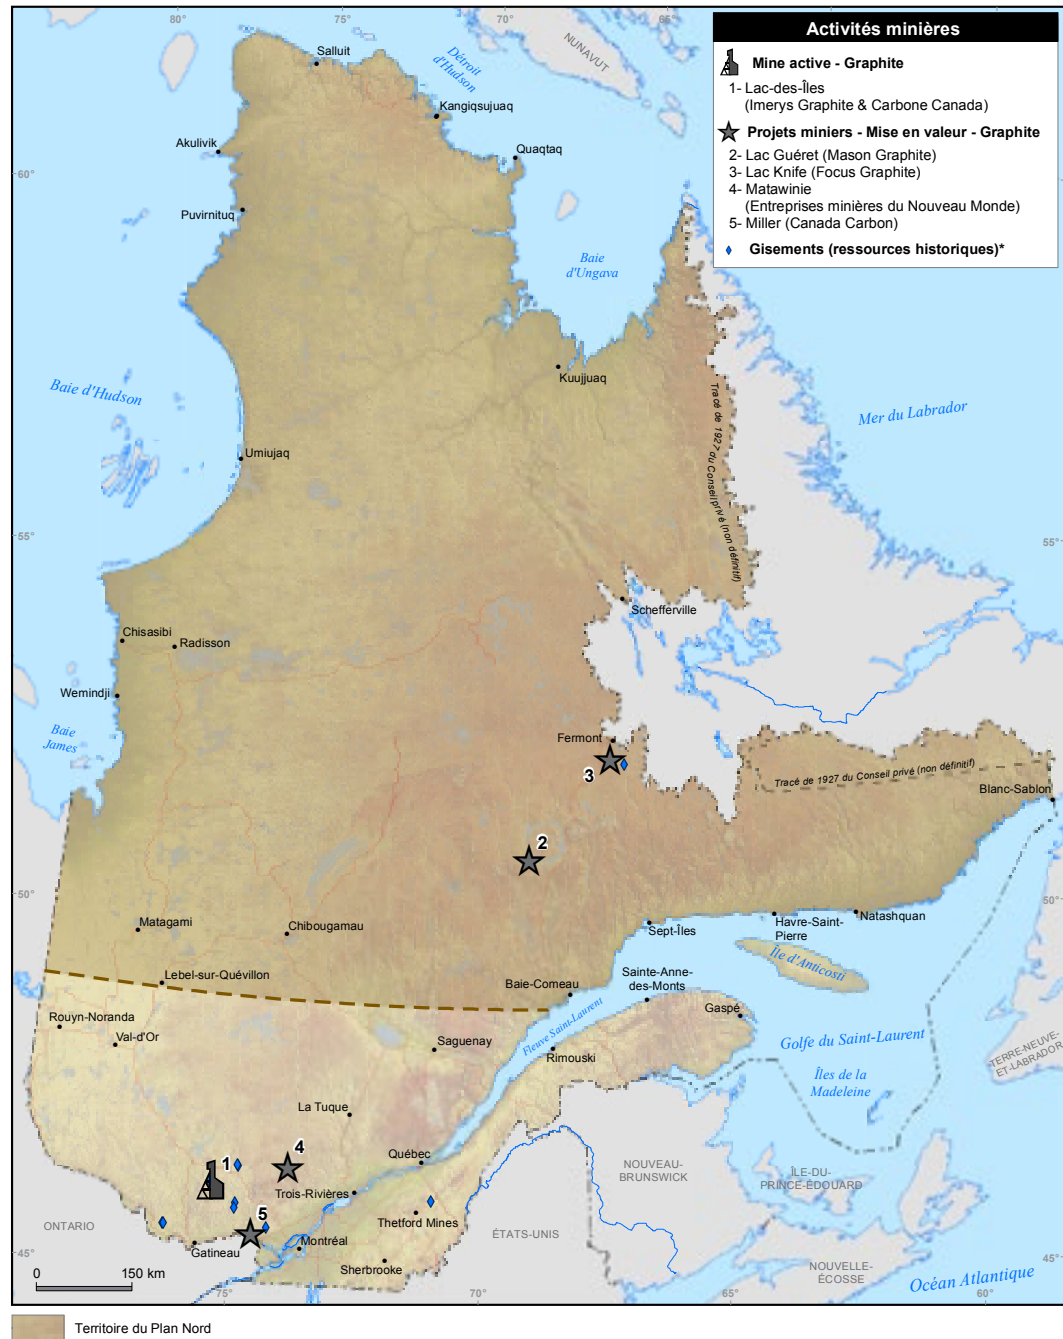 80°
75°
70°
65°
Activités minières
Mine active - Graphite
1- Lac-des-Îles
(Imerys Graphite & Carbone Canada)
Projets miniers - Mise en valeur - Graphite
2- Lac Guéret (Mason Graphite)
3- Lac Knife (Focus Graphite)
4- Matawinie
(Entreprises minières du Nouveau Monde)
5- Miller (Canada Carbon)
Gisements (ressources historiques)*
Salluit
Détroit
d'Hudson
NUNAVUT
Kangiqsujuaq
Akulivik
Quaqtaq
60°
Puvirnituq
Baie
d'Ungava
Kuujjuaq
Baie d'Hudson
Mer du Labrador
Tracé de 1927 du Conseil privé (non définitif)
Umiujaq
55°
55°
Schefferville
Chisasibi
Radisson
Wemindji
Baie
James
Fermont
3
Tracé de 1927 du Conseil privé (non définitif)
Blanc-Sablon
2
50°
50°
Matagami
Chibougamau
Sept-Îles
Havre-Saint-
Pierre
Natashquan
Île d'Anticosti
Lebel-sur-Quévillon
Baie-Comeau
Sainte-Anne-
des-Monts
Gaspé
Rouyn-Noranda
Val-d'Or
Saguenay
Fleuve Saint-Laurent
Rimouski
Golfe du Saint-Laurent
TERRE-NEUVE-
ET-LABRADOR
Îles de la
Madeleine
La Tuque
4
1
Québec
NOUVEAU-
BRUNSWICK
ÎLE-DU-
PRINCE-ÉDOUARD
Trois-Rivières
5
Thetford Mines
ONTARIO
ÉTATS-UNIS
Gatineau
Montréal
45°
45°
Sherbrooke
NOUVELLE-
ÉCOSSE
Océan Atlantique
0
150 km
75°
70°
65°
60°
Territoire du Plan Nord